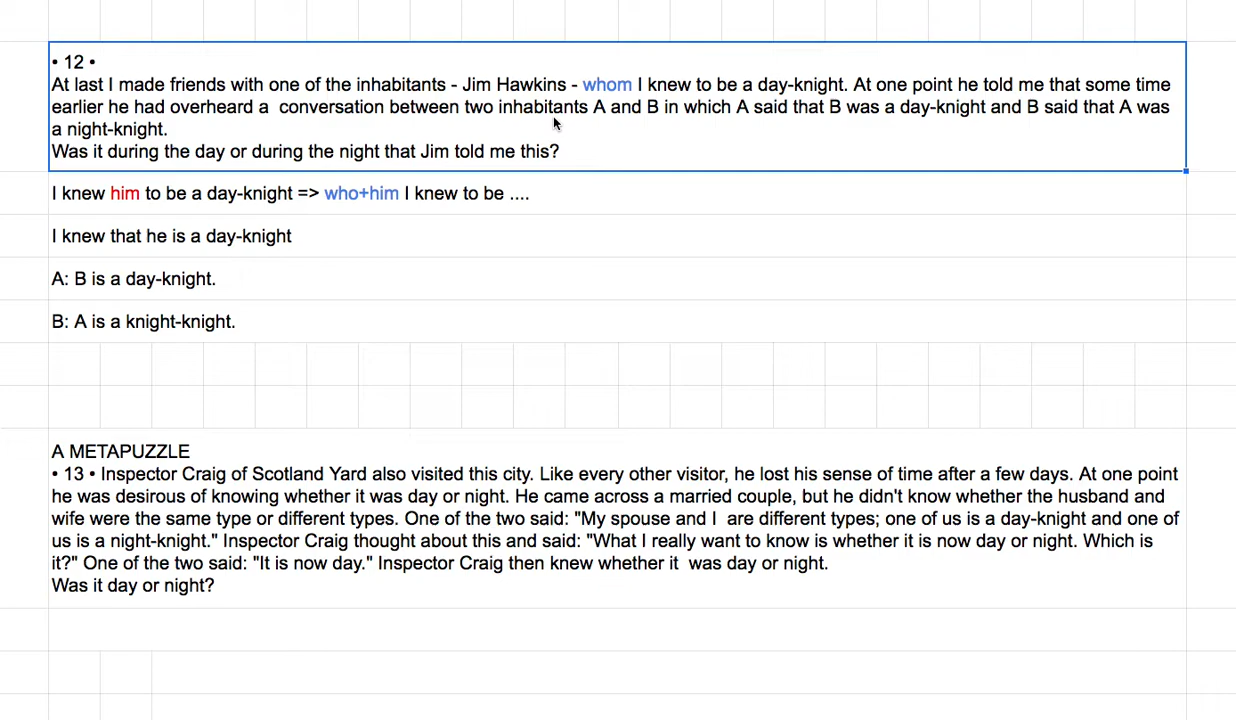 • 12 •
At last I made friends with one of the inhabitants - Jim Hawkins - whom I knew to be a day-knight. At one point he told me that some time
earlier he had overheard a  conversation between two inhabitants A and B in which A said that B was a day-knight and B said that A was
a night-knight.
Was it during the day or during the night that Jim told me this?
I knew him to be a day-knight => who+him I knew to be ....
I knew that he is a day-knight
A: B is a day-knight.
B: A is a knight-knight.
A METAPUZZLE
• 13 • Inspector Craig of Scotland Yard also visited this city. Like every other visitor, he lost his sense of time after a few days. At one point
he was desirous of knowing whether it was day or night. He came across a married couple, but he didn't know whether the husband and
wife were the same type or different types. One of the two said: "My spouse and I  are different types; one of us is a day-knight and one of
us is a night-knight." Inspector Craig thought about this and said: "What I really want to know is whether it is now day or night. Which is
it?" One of the two said: "It is now day." Inspector Craig then knew whether it  was day or night.
Was it day or night?